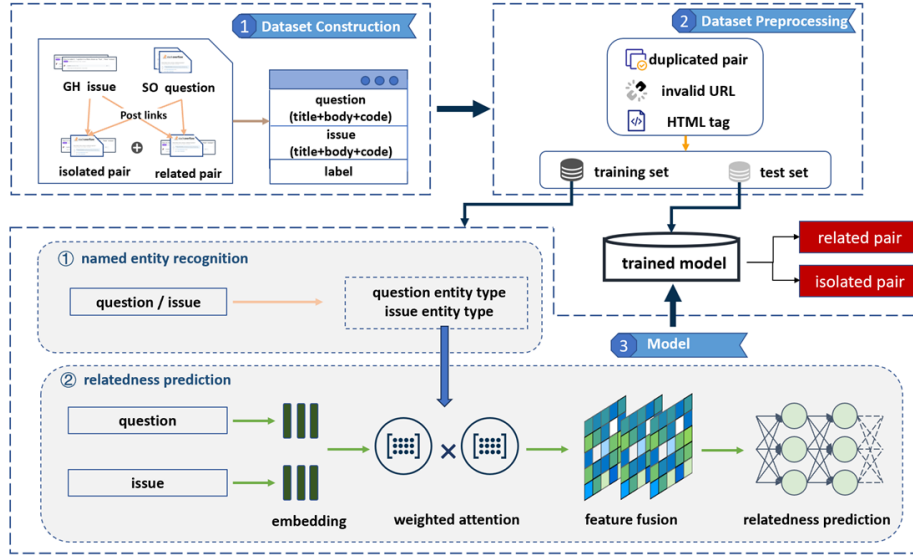 1 Dataset Construction
GH issue
SO question
Post links
isolated pair
related pair
question
(title+body+code)
issue
(title+body+code)
label
2 Dataset Preprocessing
duplicated pair
invalid URL
HTML tag
training set
test set
trained model
related pair
isolated pair
3 Model
① named entity recognition
question / issue
question entity type
issue entity type
② relatedness prediction
question
issue
embedding
weighted attention
feature fusion
relatedness prediction